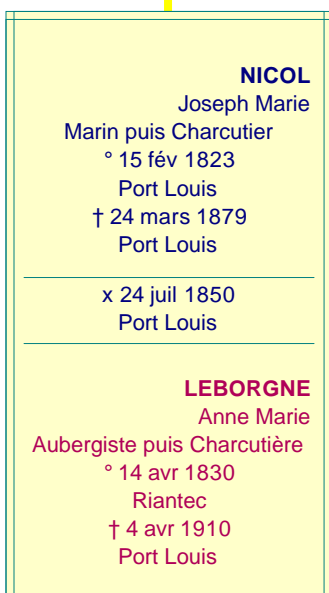 NICOL
Joseph Marie
Marin puis Charcutier
° 15 fév 1823
Port Louis
† 24 mars 1879
Port Louis
x 24 juil 1850
Port Louis
LEBORGNE
Anne Marie
Aubergiste puis Charcutière
° 14 avr 1830
Riantec
† 4 avr 1910
Port Louis